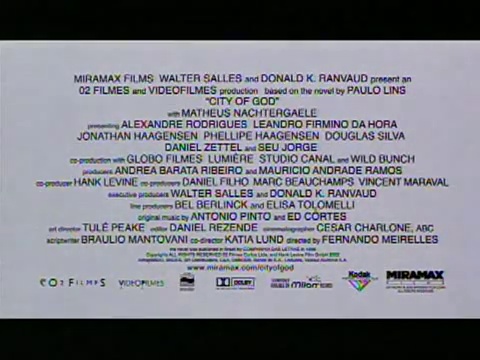 MIRAMAX FILMS WALTER SALLES and DONALD K. RANVAUD present an
O2 FILMES and VIDEOFILMES production based on the novel by PAULO LINS
"CITY OF GOD"
with MATHEUS NACHTERGAELE
presenting ALEXANDRE RODRIGUES LEANDRO FIRMINO DA HORA
JONATHAN HAAGENSEN PHELLIPE HAAGENSEN DOUGLAS SILVA
DANIEL ZETTEL and SEU JORGE
co-production with GLOBO FILMES LUMIÈRE STUDIO CANAL and WILD BUNCH
producers ANDREA BARATA RIBEIRO and MAURICIO ANDRADE RAMOS
co-producer HANK LEVINE co-producers DANIEL FILHO MARC BEAUCHAMPS VINCENT MARAVAL
executive producers WALTER SALLES and DONALD K. RANVAUD
line producers BEL BERLINCK and ELISA TOLOMELLI
original music by ANTONIO PINTO and ED CÔRTES
art director TULÉ PEAKE editor DANIEL REZENDE cinematographer CESAR CHARLONE, ABC
scriptwriter BRAULIO MANTOVANI co-director KATIA LUND directed by FERNANDO MEIRELLES
www.miramax.com/cityofgod
O2 FILMES VIDEOFILMES DOLBY Kodak MIRAMAX